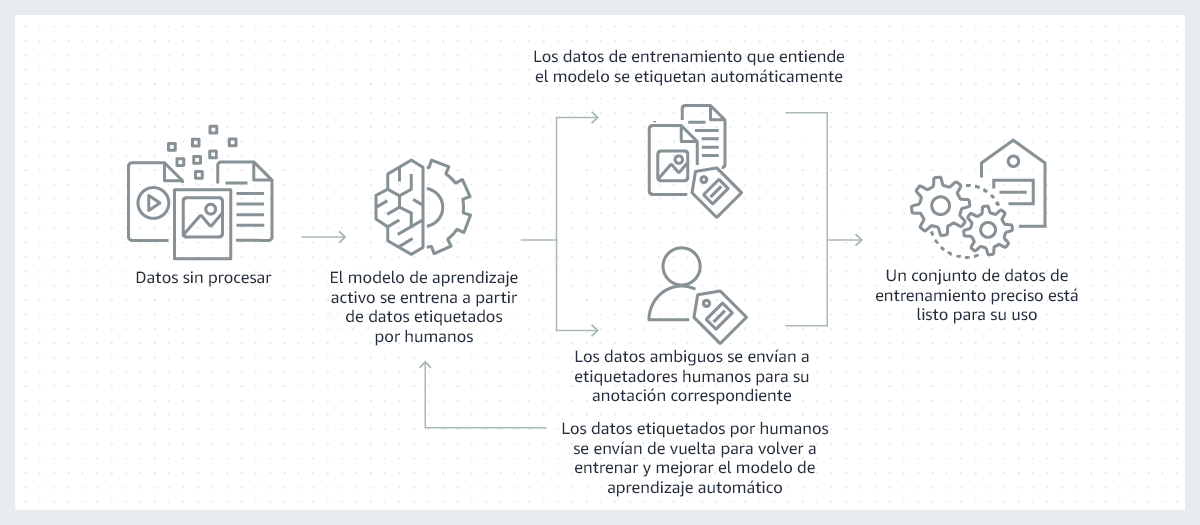 Los datos de entrenamiento que entiende
el modelo se etiquetan automáticamente
Datos sin procesar
El modelo de aprendizaje
activo se entrena a partir
de datos etiquetados
por humanos
Los datos ambiguos se envían a
etiquetadores humanos para su
anotación correspondiente
Los datos etiquetados por humanos
se envían de vuelta para volver a
entrenar y mejorar el modelo de
aprendizaje automático
Un conjunto de datos de
entrenamiento preciso está
listo para su uso